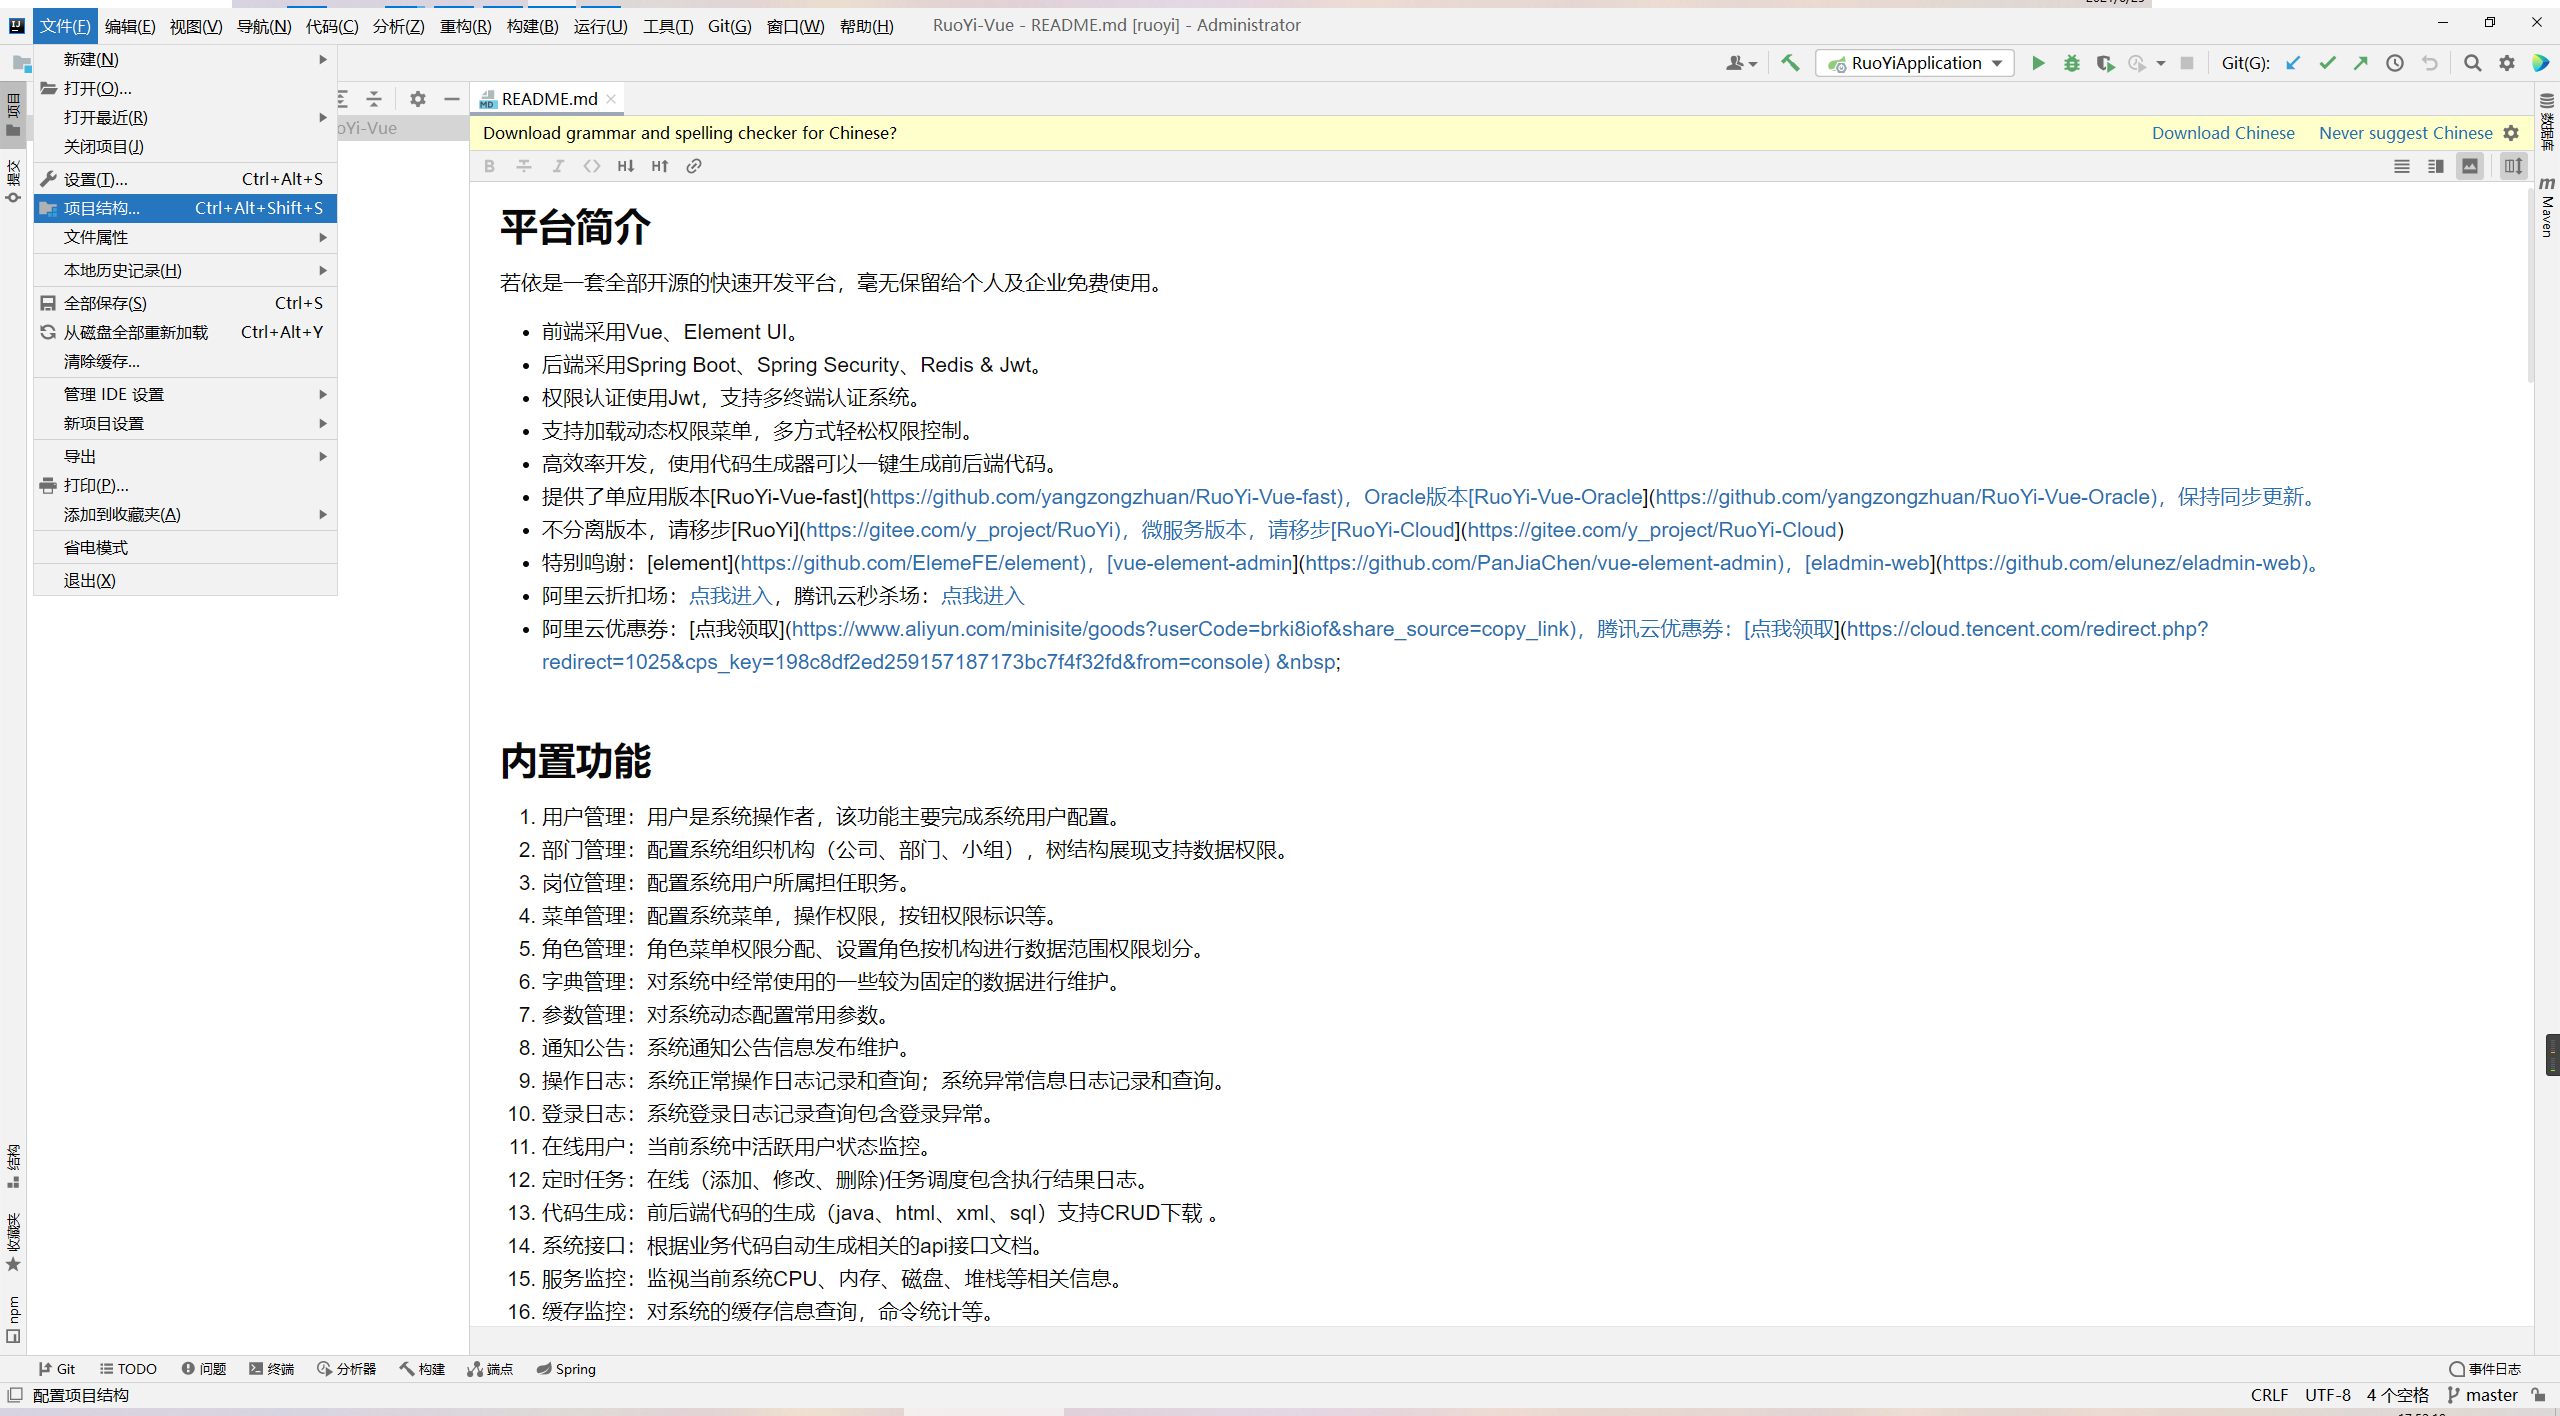 文件(F) 编辑(E) 视图(V) 导航(N) 代码(C) 分析(Z) 重构(R) 构建(B) 运行(U) 工具(T) Git(G) 窗口(W) 帮助(H) RuoYi-Vue - README.md [ruoyi] - Administrator
RuoYiApplication Git(G):
新建(N)
打开(O)...
打开最近(R)
关闭项目(J)
设置(T)... Ctrl+Alt+S
项目结构... Ctrl+Alt+Shift+S
文件属性
本地历史记录(H)
全部保存(S) Ctrl+S
从磁盘全部重新加载 Ctrl+Alt+Y
清除缓存...
管理 IDE 设置
新项目设置
导出
打印(P)...
添加到收藏夹(A)
省电模式
退出(X)
oYi-Vue
项目
提交
结构
收藏夹
npm
README.md
Download grammar and spelling checker for Chinese? Download Chinese Never suggest Chinese
平台简介
若依是一套全部开源的快速开发平台，毫无保留给个人及企业免费使用。
• 前端采用Vue、Element UI。
• 后端采用Spring Boot、Spring Security、Redis & Jwt。
• 权限认证使用Jwt，支持多终端认证系统。
• 支持加载动态权限菜单，多方式轻松权限控制。
• 高效率开发，使用代码生成器可以一键生成前后端代码。
• 提供了单应用版本[RuoYi-Vue-fast](https://github.com/yangzongzhuan/RuoYi-Vue-fast)，Oracle版本[RuoYi-Vue-Oracle](https://github.com/yangzongzhuan/RuoYi-Vue-Oracle)，保持同步更新。
• 不分离版本，请移步[RuoYi](https://gitee.com/y_project/RuoYi)，微服务版本，请移步[RuoYi-Cloud](https://gitee.com/y_project/RuoYi-Cloud)
• 特别鸣谢：[element](https://github.com/ElemeFE/element)，[vue-element-admin](https://github.com/PanJiaChen/vue-element-admin)，[eladmin-web](https://github.com/elunez/eladmin-web)。
• 阿里云折扣场：点我进入，腾讯云秒杀场：点我进入
• 阿里云优惠券：[点我领取](https://www.aliyun.com/minisite/goods?userCode=brki8iof&share_source=copy_link)，腾讯云优惠券：[点我领取](https://cloud.tencent.com/redirect.php?
redirect=1025&cps_key=198c8df2ed259157187173bc7f4f32fd&from=console) &nbsp;
内置功能
1. 用户管理：用户是系统操作者，该功能主要完成系统用户配置。
2. 部门管理：配置系统组织机构（公司、部门、小组），树结构展现支持数据权限。
3. 岗位管理：配置系统用户所属担任职务。
4. 菜单管理：配置系统菜单，操作权限，按钮权限标识等。
5. 角色管理：角色菜单权限分配、设置角色按机构进行数据范围权限划分。
6. 字典管理：对系统中经常使用的一些较为固定的数据进行维护。
7. 参数管理：对系统动态配置常用参数。
8. 通知公告：系统通知公告信息发布维护。
9. 操作日志：系统正常操作日志记录和查询；系统异常信息日志记录和查询。
10. 登录日志：系统登录日志记录查询包含登录异常。
11. 在线用户：当前系统中活跃用户状态监控。
12. 定时任务：在线（添加、修改、删除)任务调度包含执行结果日志。
13. 代码生成：前后端代码的生成（java、html、xml、sql）支持CRUD下载 。
14. 系统接口：根据业务代码自动生成相关的api接口文档。
15. 服务监控：监视当前系统CPU、内存、磁盘、堆栈等相关信息。
16. 缓存监控：对系统的缓存信息查询，命令统计等。
数据库
Maven
Git TODO 问题 终端 分析器 构建 端点 Spring 事件日志
配置项目结构 CRLF UTF-8 4 个空格 master